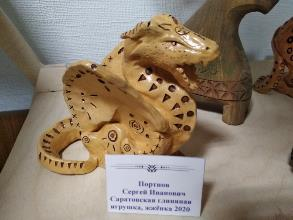 Портнов
Сергей Иванович
Саратовская глиняная
игрушка, жжёнка 2020